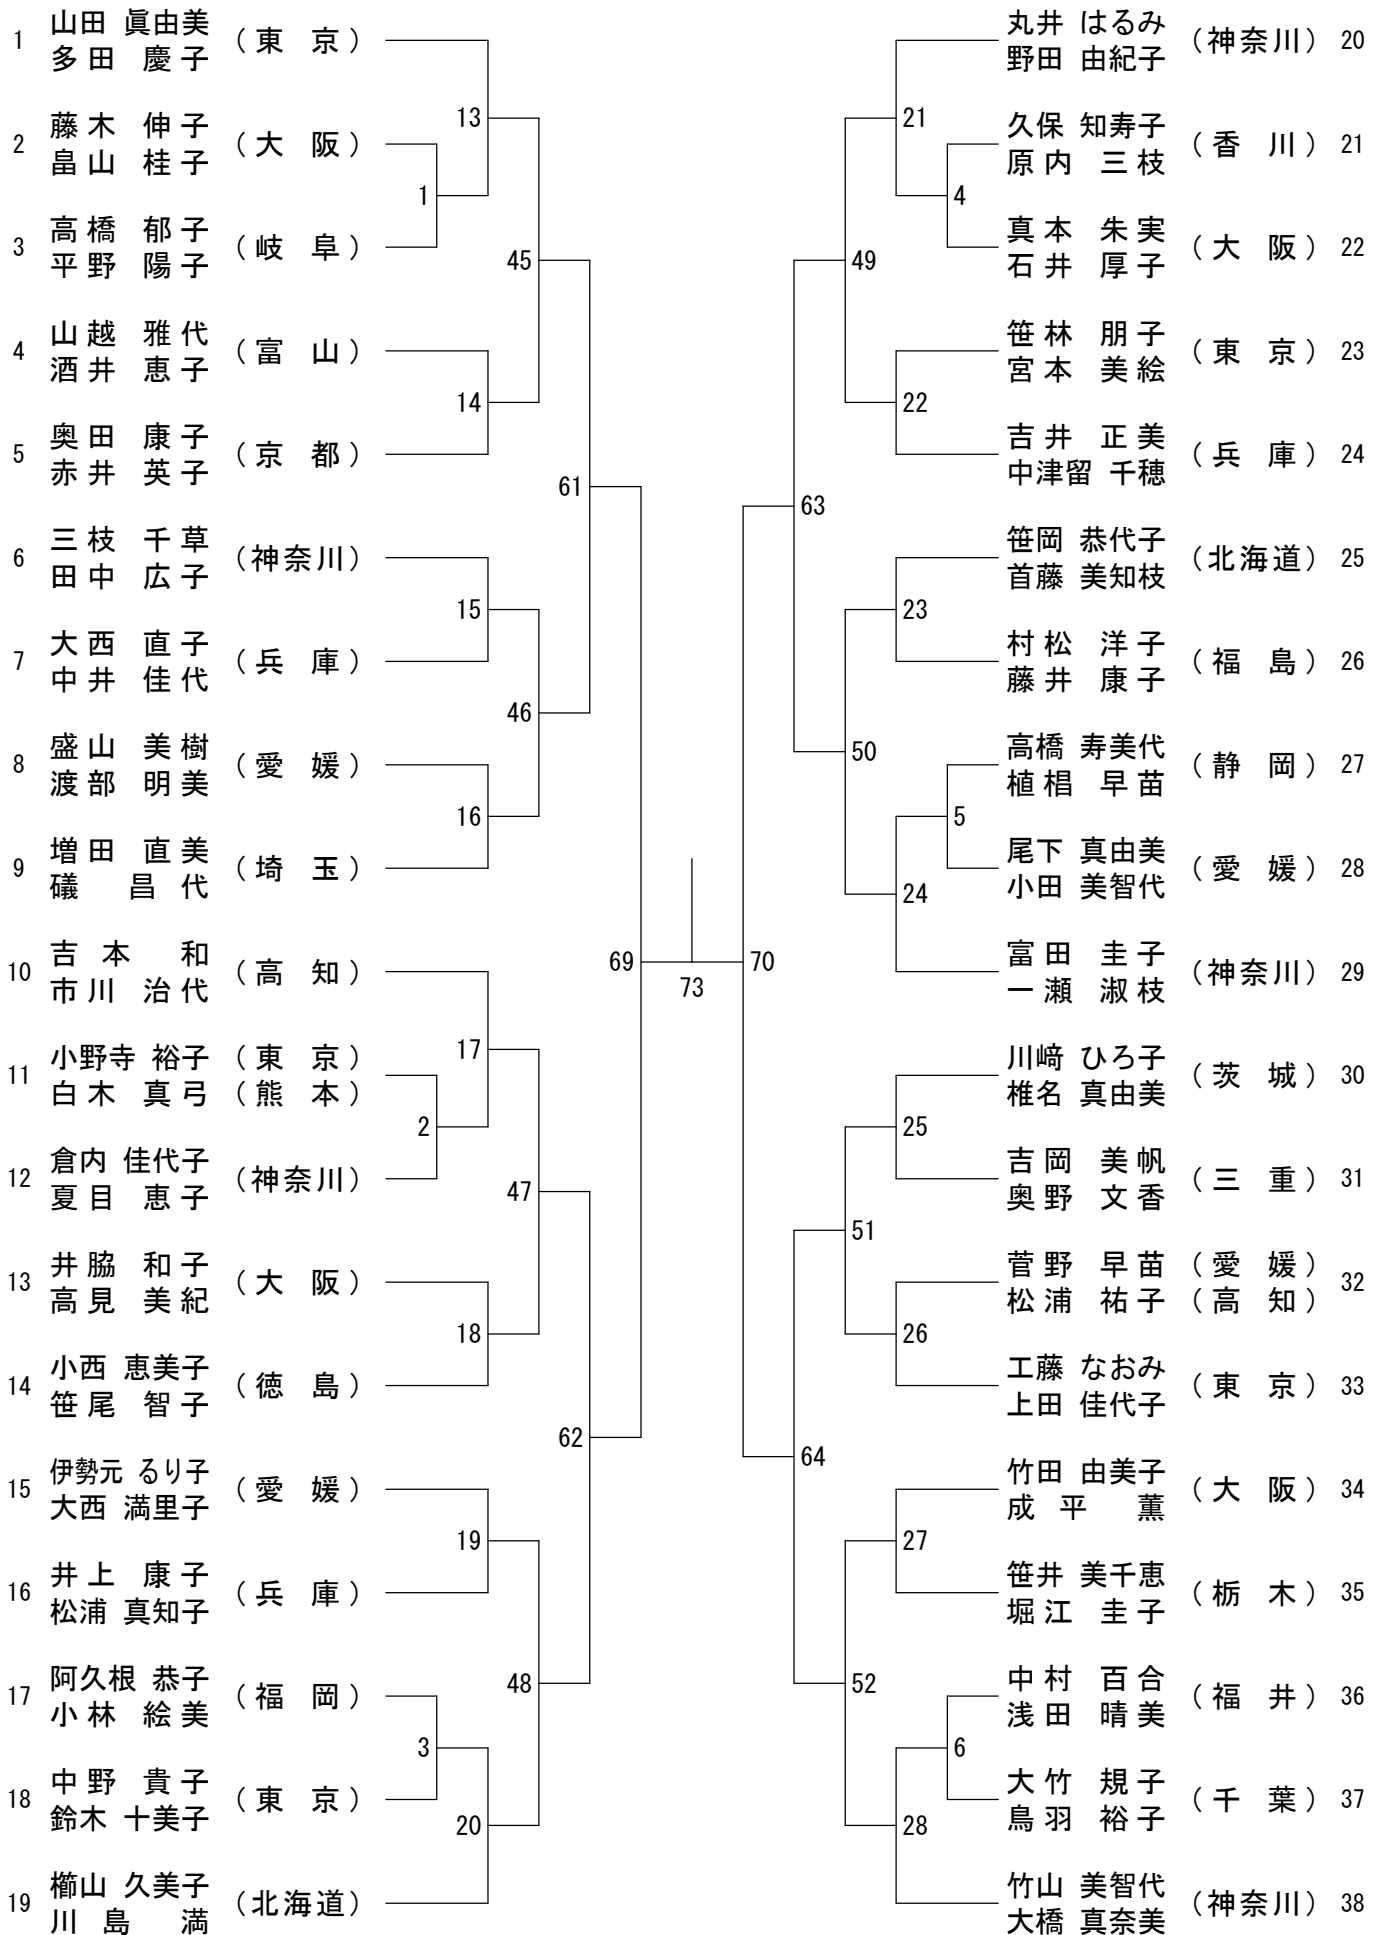 1 山田 眞由美 (東 京)
多田 慶子
2 藤木 伸子 (大 阪)
畠山 桂子
3 高橋 郁子 (岐 阜)
平野 陽子
4 山越 雅代 (富 山)
酒井 恵子
5 奥田 康子 (京 都)
赤井 英子
6 三枝 千草 (神奈川)
田中 広子
7 大西 直子 (兵 庫)
中井 佳代
8 盛山 美樹 (愛 媛)
渡部 明美
9 増田 直美 (埼 玉)
礒 昌代
10 吉本 和 (高 知)
市川 治代
11 小野寺 裕子 (東 京)
白木 真弓 (熊 本)
12 倉内 佳代子 (神奈川)
夏目 恵子
13 井脇 和子 (大 阪)
高見 美紀
14 小西 恵美子 (徳 島)
笹尾 智子
15 伊勢元 るり子 (愛 媛)
大西 満里子
16 井上 康子 (兵 庫)
松浦 真知子
17 阿久根 恭子 (福 岡)
小林 絵美
18 中野 貴子 (東 京)
鈴木 十美子
19 櫛山 久美子 (北海道)
川島 満
13
1
45
14
61
15
46
16
69
17
2
47
18
62
19
48
3
20
73
70
21
4
49
22
63
23
50
5
24
25
51
26
64
27
52
6
28
丸井 はるみ (神奈川) 20
野田 由紀子
久保 知寿子 (香 川) 21
原内 三枝
真本 朱実 (大 阪) 22
石井 厚子
笹林 朋子 (東 京) 23
宮本 美絵
吉井 正美 (兵 庫) 24
中津留 千穂
笹岡 恭代子 (北海道) 25
首藤 美知枝
村松 洋子 (福 島) 26
藤井 康子
高橋 寿美代 (静 岡) 27
植椙 早苗
尾下 真由美 (愛 媛) 28
小田 美智代
富田 圭子 (神奈川) 29
一瀬 淑枝
川﨑 ひろ子 (茨 城) 30
椎名 真由美
吉岡 美帆 (三 重) 31
奥野 文香
菅野 早苗 (愛 媛) 32
松浦 祐子 (高 知)
工藤 なおみ (東 京) 33
上田 佳代子
竹田 由美子 (大 阪) 34
成平 薫
笹井 美千恵 (栃 木) 35
堀江 圭子
中村 百合 (福 井) 36
浅田 晴美
大竹 規子 (千 葉) 37
鳥羽 裕子
竹山 美智代 (神奈川) 38
大橋 真奈美